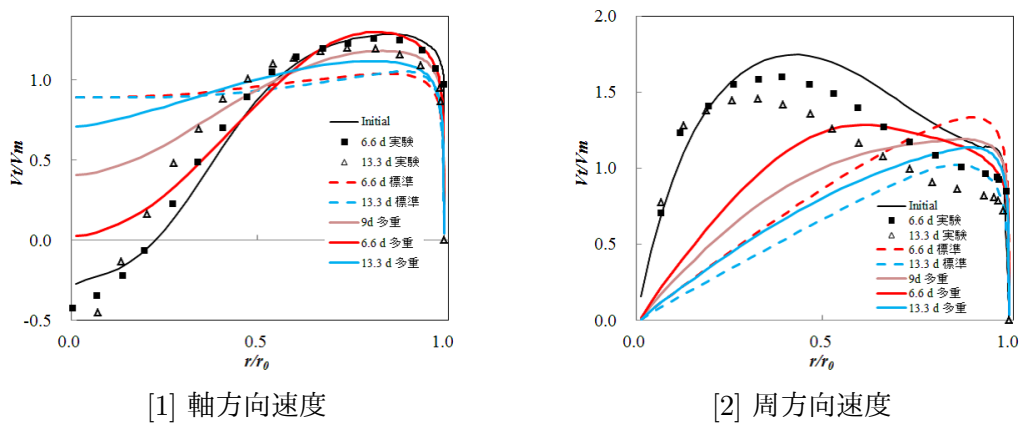 Vt/Vm
1.0
0.5
0.0
-0.5
0.0
0.5
1.0
r/r0
Initial
6.6 d 実験
13.3 d 実験
6.6 d 標準
13.3 d 標準
9d 多重
6.6 d 多重
13.3 d 多重
[1] 軸方向速度
Vt/Vm
2.0
1.5
1.0
0.5
0.0
0.0
0.5
1.0
r/r0
Initial
6.6 d 実験
13.3 d 実験
6.6 d 標準
13.3 d 標準
9d 多重
6.6 d 多重
13.3 d 多重
[2] 周方向速度